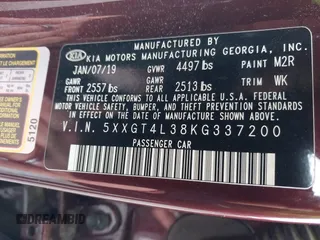 MANUFACTURED BY
KIA KIA MOTORS MANUFACTURING GEORGIA, INC.
JAN/07/19 GVWR 4497 lbs PAINT M2R
GAWR FRONT 2557 lbs GAWR REAR 2513 lbs TRIM WK
THIS VEHICLE CONFORMS TO ALL APPLICABLE U.S. FEDERAL MOTOR
VEHICLE SAFETY, BUMPER, AND THEFT PREVENTION STANDARDS IN
EFFECT ON THE DATE OF MANUFACTURE SHOWN ABOVE.
V.I.N. 5XXGT4L38KG337200
PASSENGER CAR
5120
DREAMBID